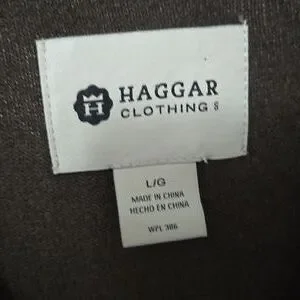 H
HAGGAR
CLOTHING
L/G
MADE IN CHINA
HECHO EN CHINA
WPL 386